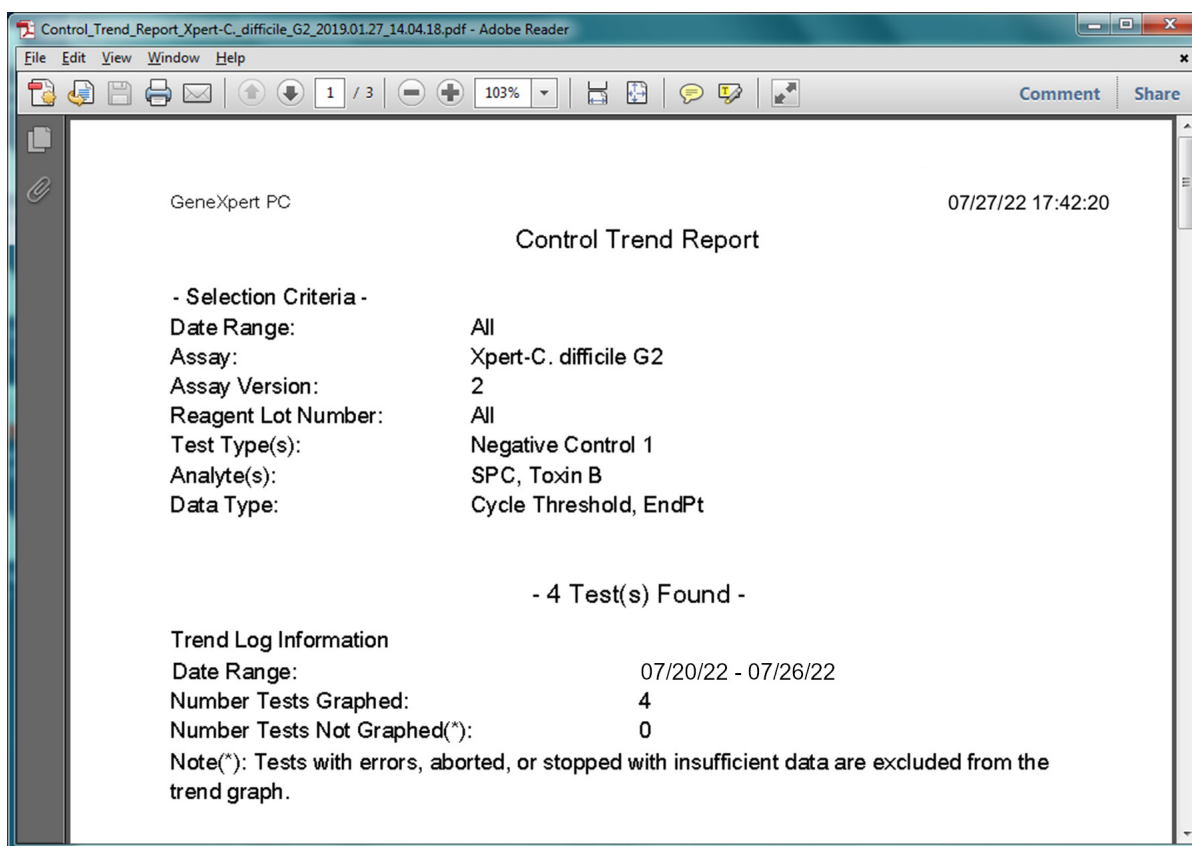 Control_Trend_Report_Xpert-C._difficile_G2_2019.01.27_14.04.18.pdf - Adobe Reader
File Edit View Window Help
1 / 3 103% Comment Share
GeneXpert PC 07/27/22 17:42:20
Control Trend Report
- Selection Criteria -
Date Range: All
Assay: Xpert-C. difficile G2
Assay Version: 2
Reagent Lot Number: All
Test Type(s): Negative Control 1
Analyte(s): SPC, Toxin B
Data Type: Cycle Threshold, EndPt
- 4 Test(s) Found -
Trend Log Information
Date Range: 07/20/22 - 07/26/22
Number Tests Graphed: 4
Number Tests Not Graphed(*): 0
Note(*): Tests with errors, aborted, or stopped with insufficient data are excluded from the
trend graph.